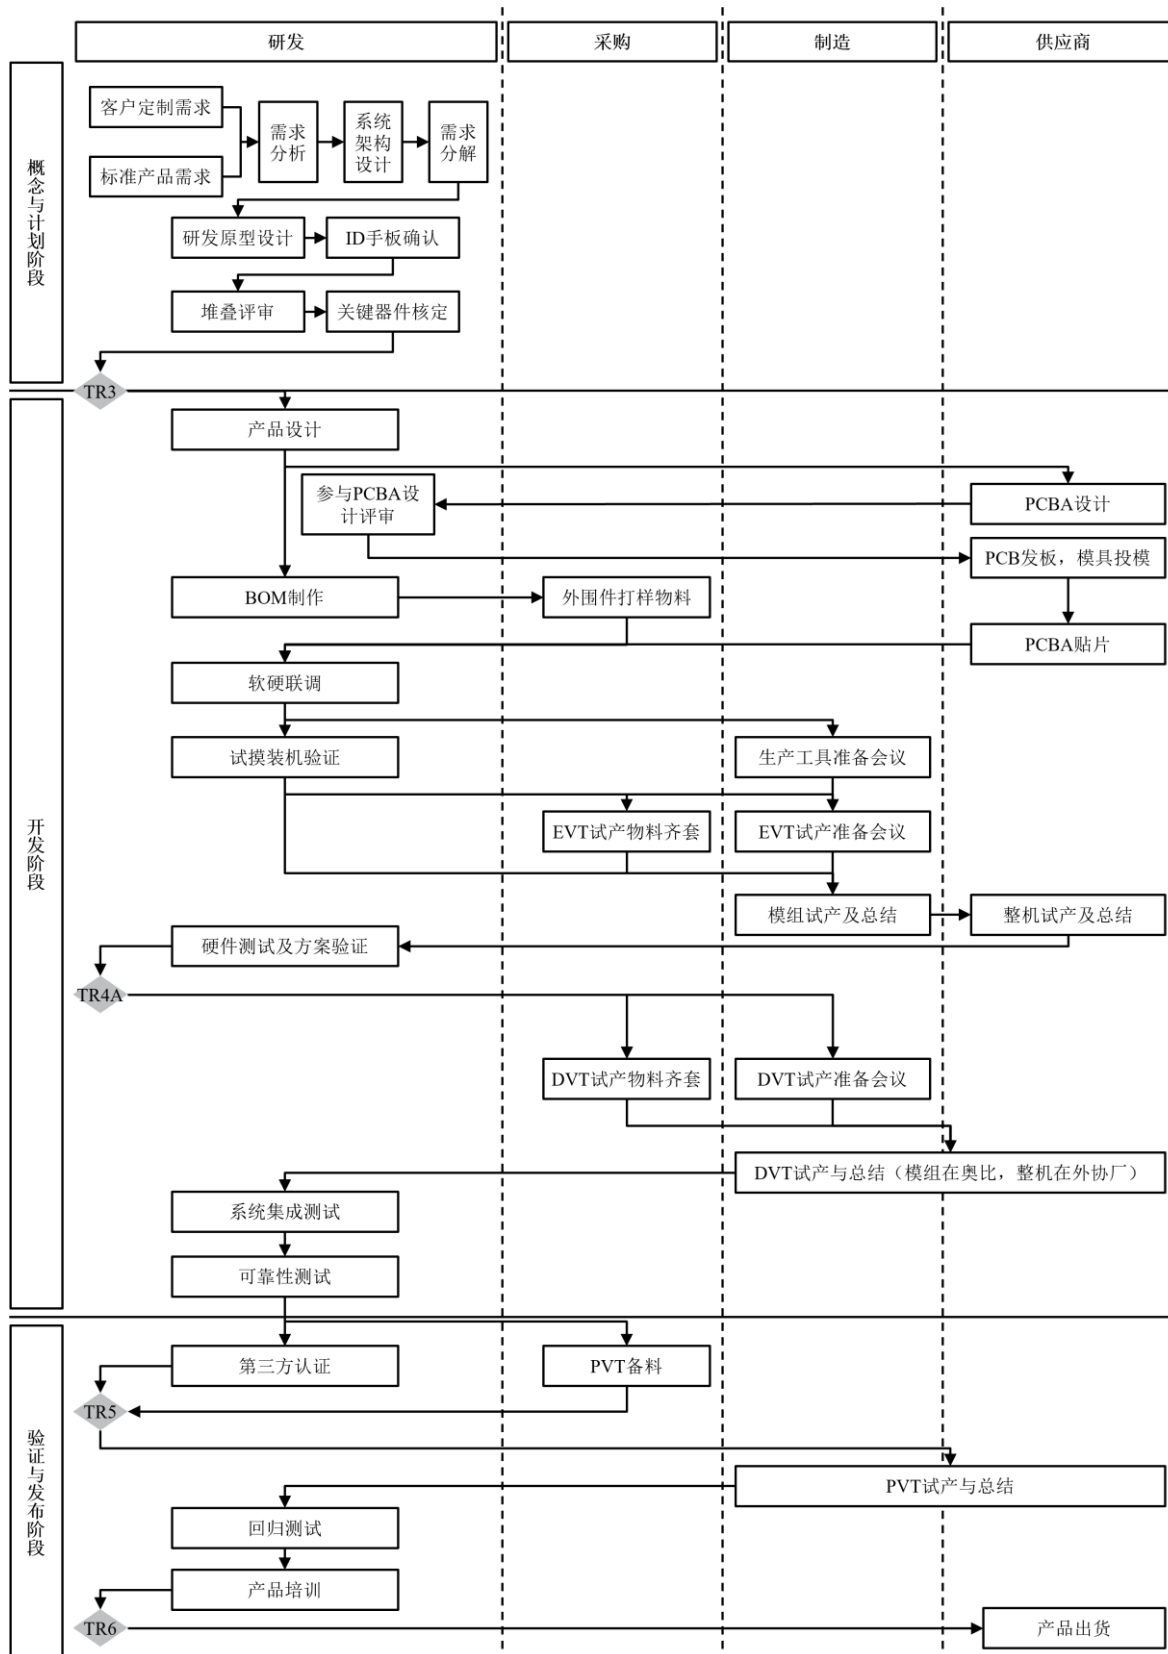 研发
采购
制造
供应商
概念与计划阶段
客户定制需求
标准产品需求
需求
分析
系统
架构
设计
需求
分解
研发原型设计
ID手板确认
堆叠评审
关键器件核定
TR3
开发阶段
产品设计
参与PCBA设
计评审
PCBA设计
PCB发板，模具投模
BOM制作
外围件打样物料
PCBA贴片
软硬联调
试摸装机验证
生产工具准备会议
EVT试产物料齐套
EVT试产准备会议
模组试产及总结
整机试产及总结
硬件测试及方案验证
TR4A
DVT试产物料齐套
DVT试产准备会议
DVT试产与总结（模组在奥比，整机在外协厂）
系统集成测试
可靠性测试
验证与发布阶段
第三方认证
PVT备料
TR5
PVT试产与总结
回归测试
产品培训
TR6
产品出货